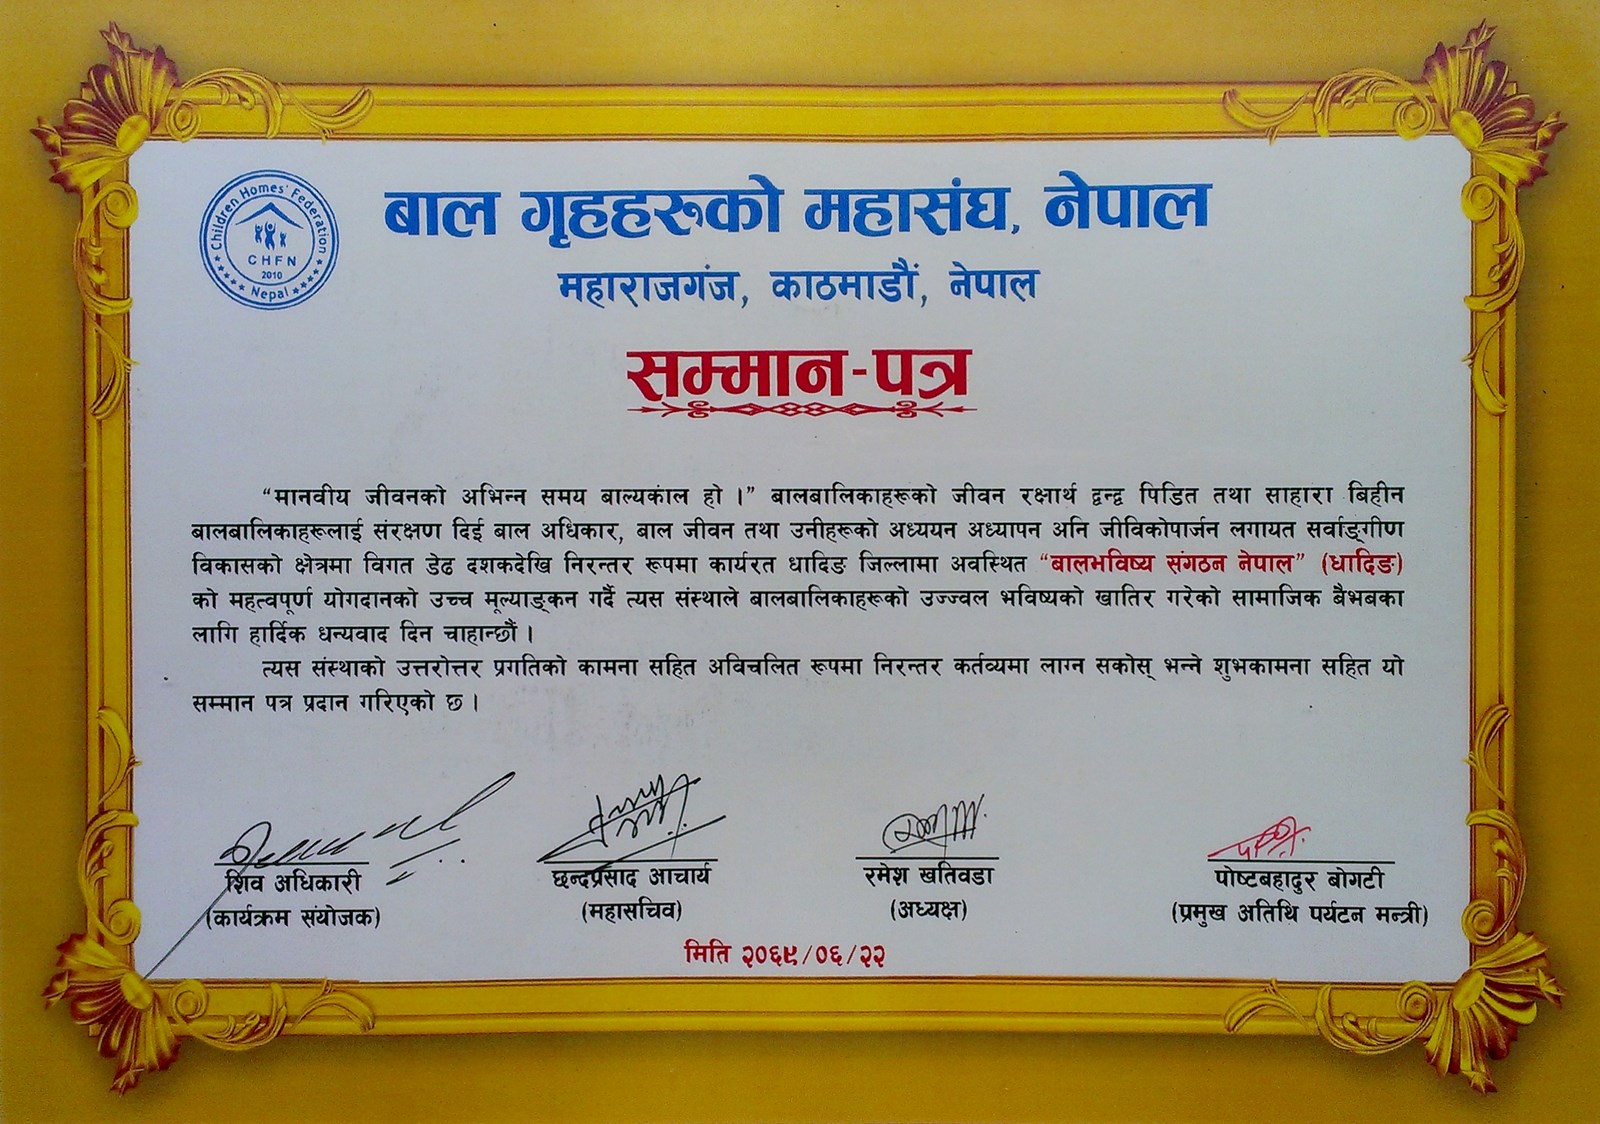 Children Homes' Federation
CHFN
2010
Nepal
बाल गृहहरुको महासंघ, नेपाल
महाराजगंज, काठमाडौं, नेपाल
सम्मान-पत्र
“मानवीय जीवनको अभिन्न समय बाल्यकाल हो ।” बालबालिकाहरूको जीवन रक्षार्थ द्वन्द्व पिडित तथा साहारा बिहीन
बालबालिकाहरूलाई संरक्षण दिई बाल अधिकार, बाल जीवन तथा उनीहरूको अध्ययन अध्यापन अनि जीविकोपार्जन लगायत सर्वाङ्गीण
विकासको क्षेत्रमा विगत डेढ दशकदेखि निरन्तर रूपमा कार्यरत धादिङ जिल्लामा अवस्थित “बालभविष्य संगठन नेपाल” (धादिङ)
को महत्वपूर्ण योगदानको उच्च मूल्याङ्कन गर्दै त्यस संस्थाले बालबालिकाहरूको उज्ज्वल भविष्यको खातिर गरेको सामाजिक बैभबका
लागि हार्दिक धन्यवाद दिन चाहान्छौं ।
त्यस संस्थाको उत्तरोत्तर प्रगतिको कामना सहित अविचलित रूपमा निरन्तर कर्तव्यमा लाग्न सकोस् भन्ने शुभकामना सहित यो
सम्मान पत्र प्रदान गरिएको छ ।
शिव अधिकारी छन्दप्रसाद आचार्य रमेश खतिवडा पोष्टबहादुर बोगटी
(कार्यक्रम संयोजक) (महासचिव) (अध्यक्ष) (प्रमुख अतिथि पर्यटन मन्त्री)
मिति २०६९/०६/२२